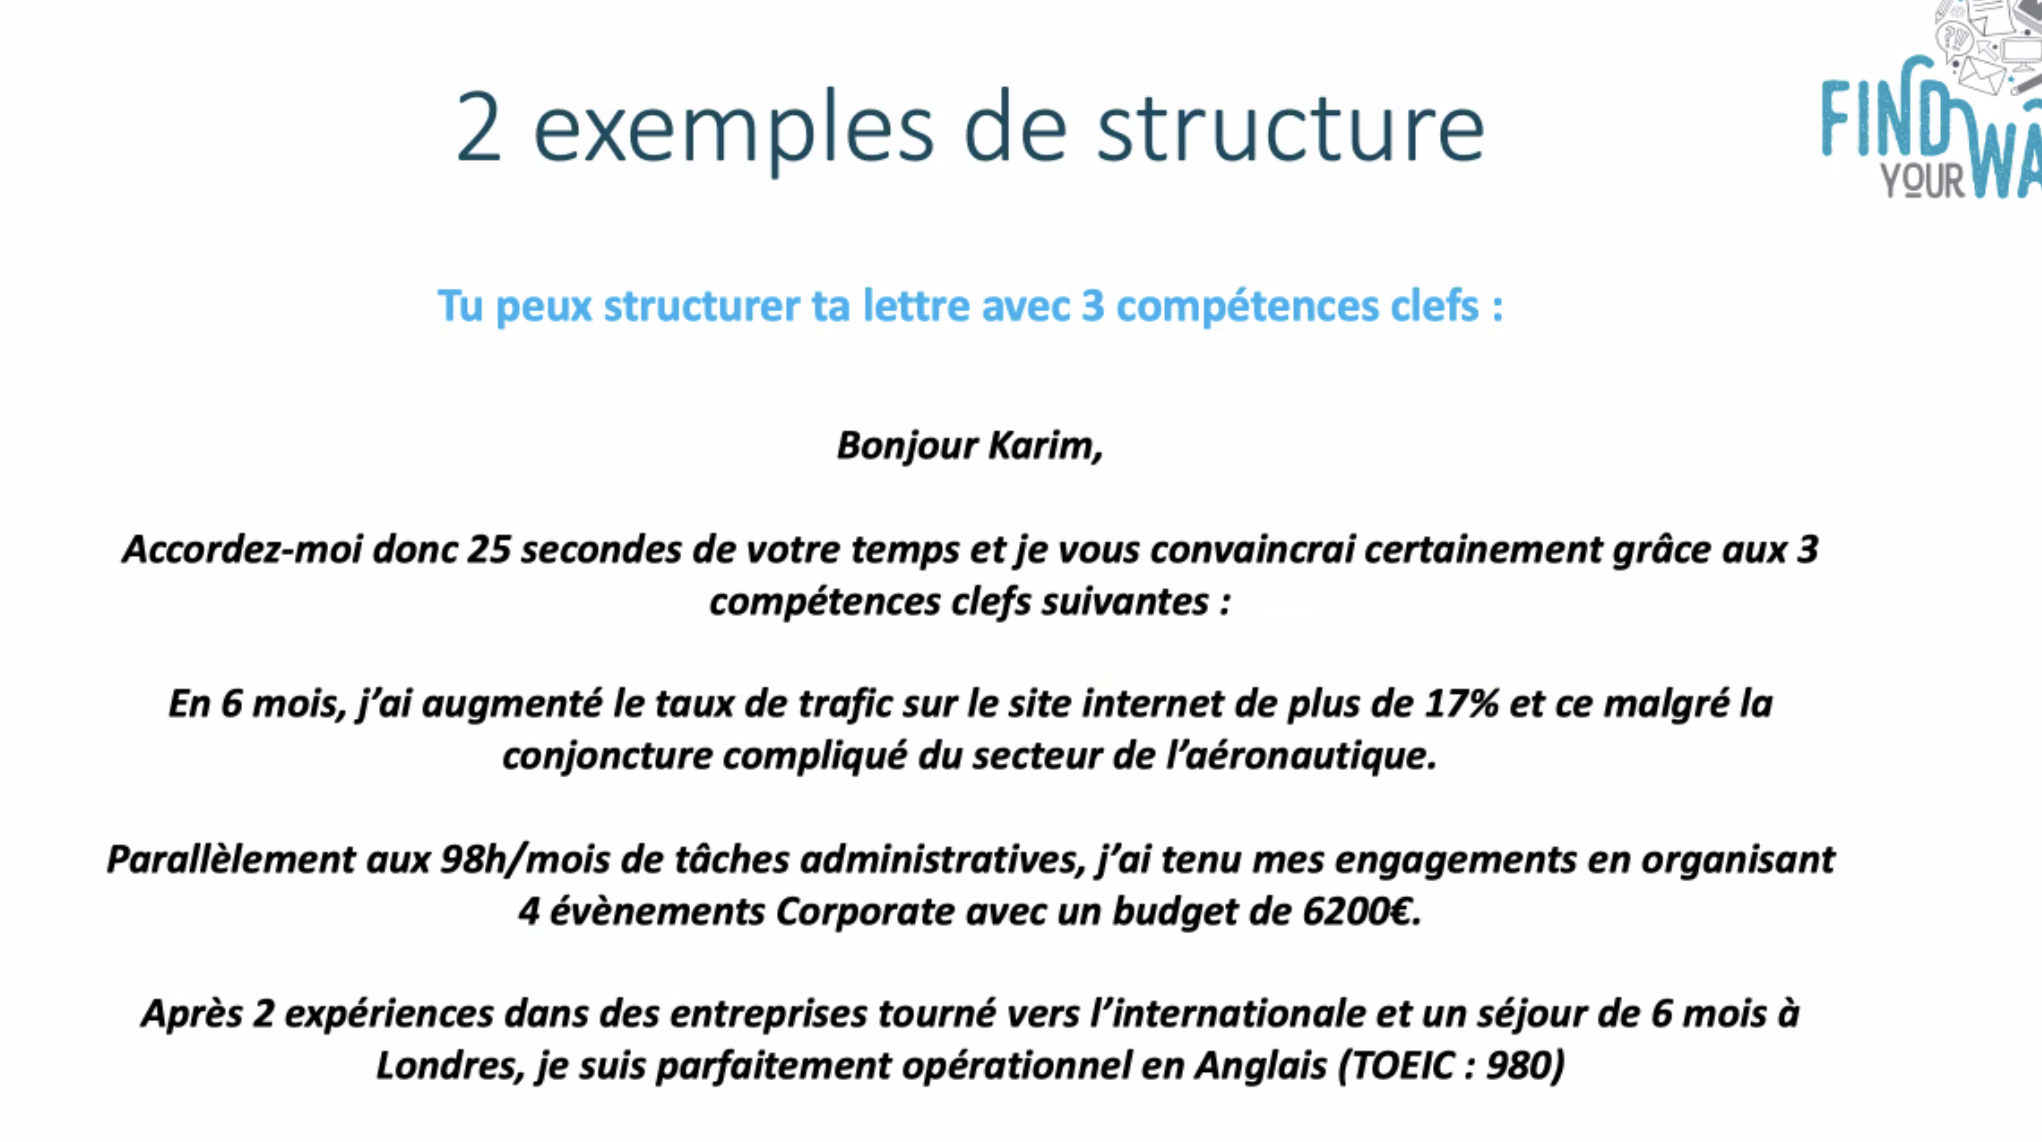 2 exemples de structure
FIND
YOUR WA
Tu peux structurer ta lettre avec 3 compétences clefs :
Bonjour Karim,
Accordez-moi donc 25 secondes de votre temps et je vous convaincrai certainement grâce aux 3
compétences clefs suivantes :
En 6 mois, j’ai augmenté le taux de trafic sur le site internet de plus de 17% et ce malgré la
conjoncture compliqué du secteur de l’aéronautique.
Parallèlement aux 98h/mois de tâches administratives, j’ai tenu mes engagements en organisant
4 évènements Corporate avec un budget de 6200€.
Après 2 expériences dans des entreprises tourné vers l’internationale et un séjour de 6 mois à
Londres, je suis parfaitement opérationnel en Anglais (TOEIC : 980)